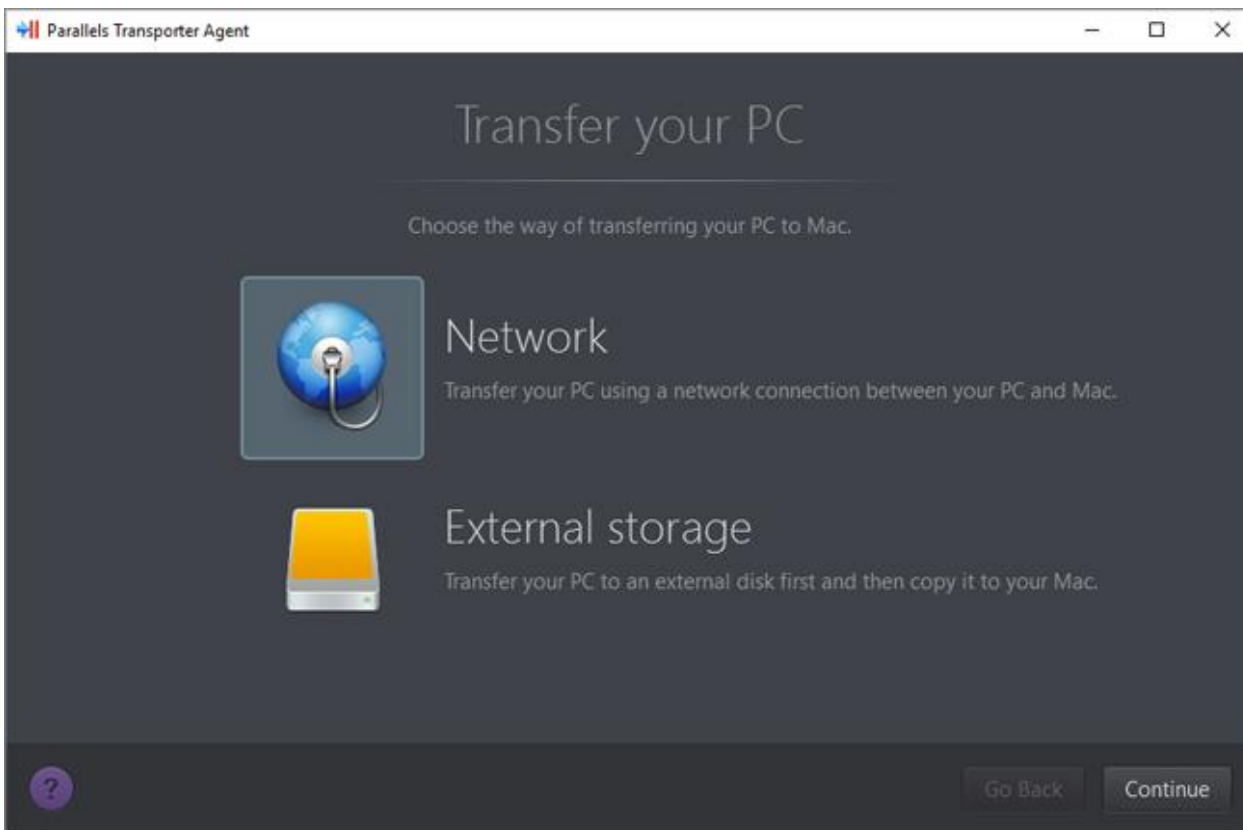 Parallels Transporter Agent
Transfer your PC
Choose the way of transferring your PC to Mac.
Network
Transfer your PC using a network connection between your PC and Mac.
External storage
Transfer your PC to an external disk first and then copy it to your Mac.
?
Go Back
Continue